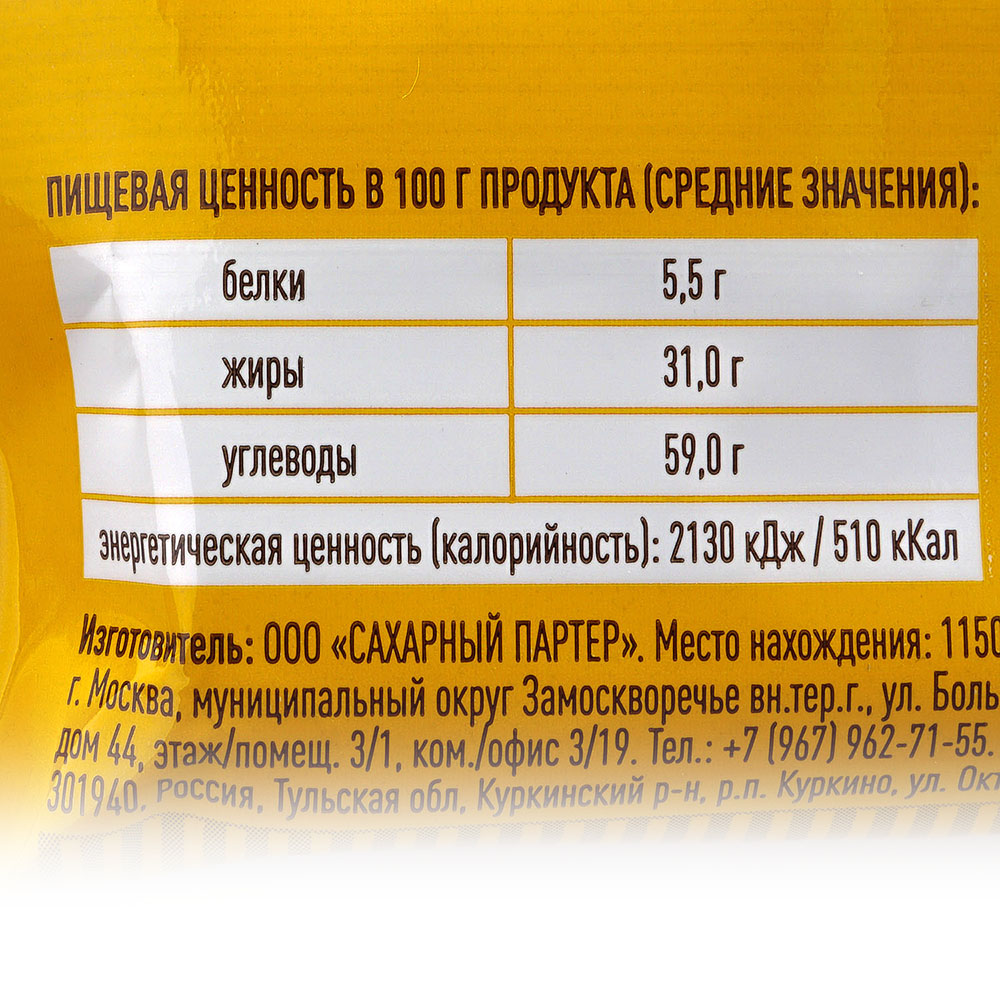 ПИЩЕВАЯ ЦЕННОСТЬ В 100 Г ПРОДУКТА (СРЕДНИЕ ЗНАЧЕНИЯ):
белки 5,5 г
жиры 31,0 г
углеводы 59,0 г
энергетическая ценность (калорийность): 2130 кДж / 510 кКал
Изготовитель: ООО «САХАРНЫЙ ПАРТЕР». Место нахождения: 1150
г. Москва, муниципальный округ Замоскворечье вн.тер.г., ул. Боль
дом 44, этаж/помещ. 3/1, ком./офис 3/19. Тел.: +7 (967) 962-71-55.
301940, Россия, Тульская обл, Куркинский р-н, р.п. Куркино, ул. Окт